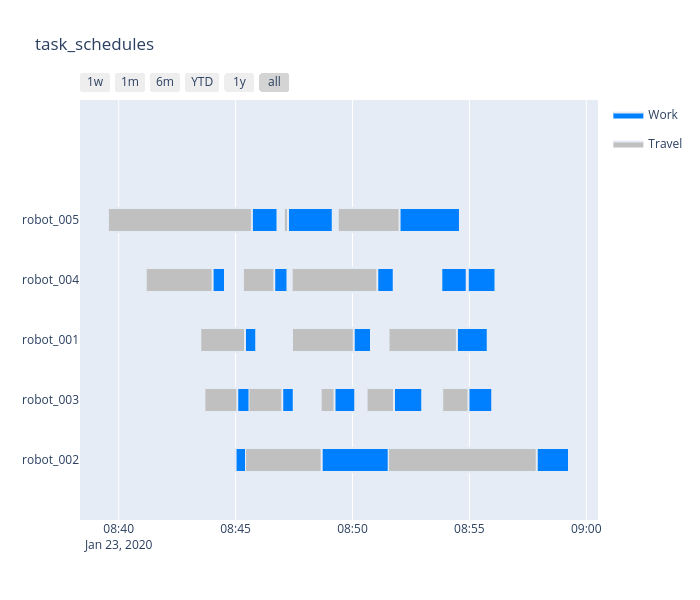 task_schedules
1w 1m 6m YTD 1y all
Work
Travel
robot_005
robot_004
robot_001
robot_003
robot_002
08:40 08:45 08:50 08:55 09:00
Jan 23, 2020